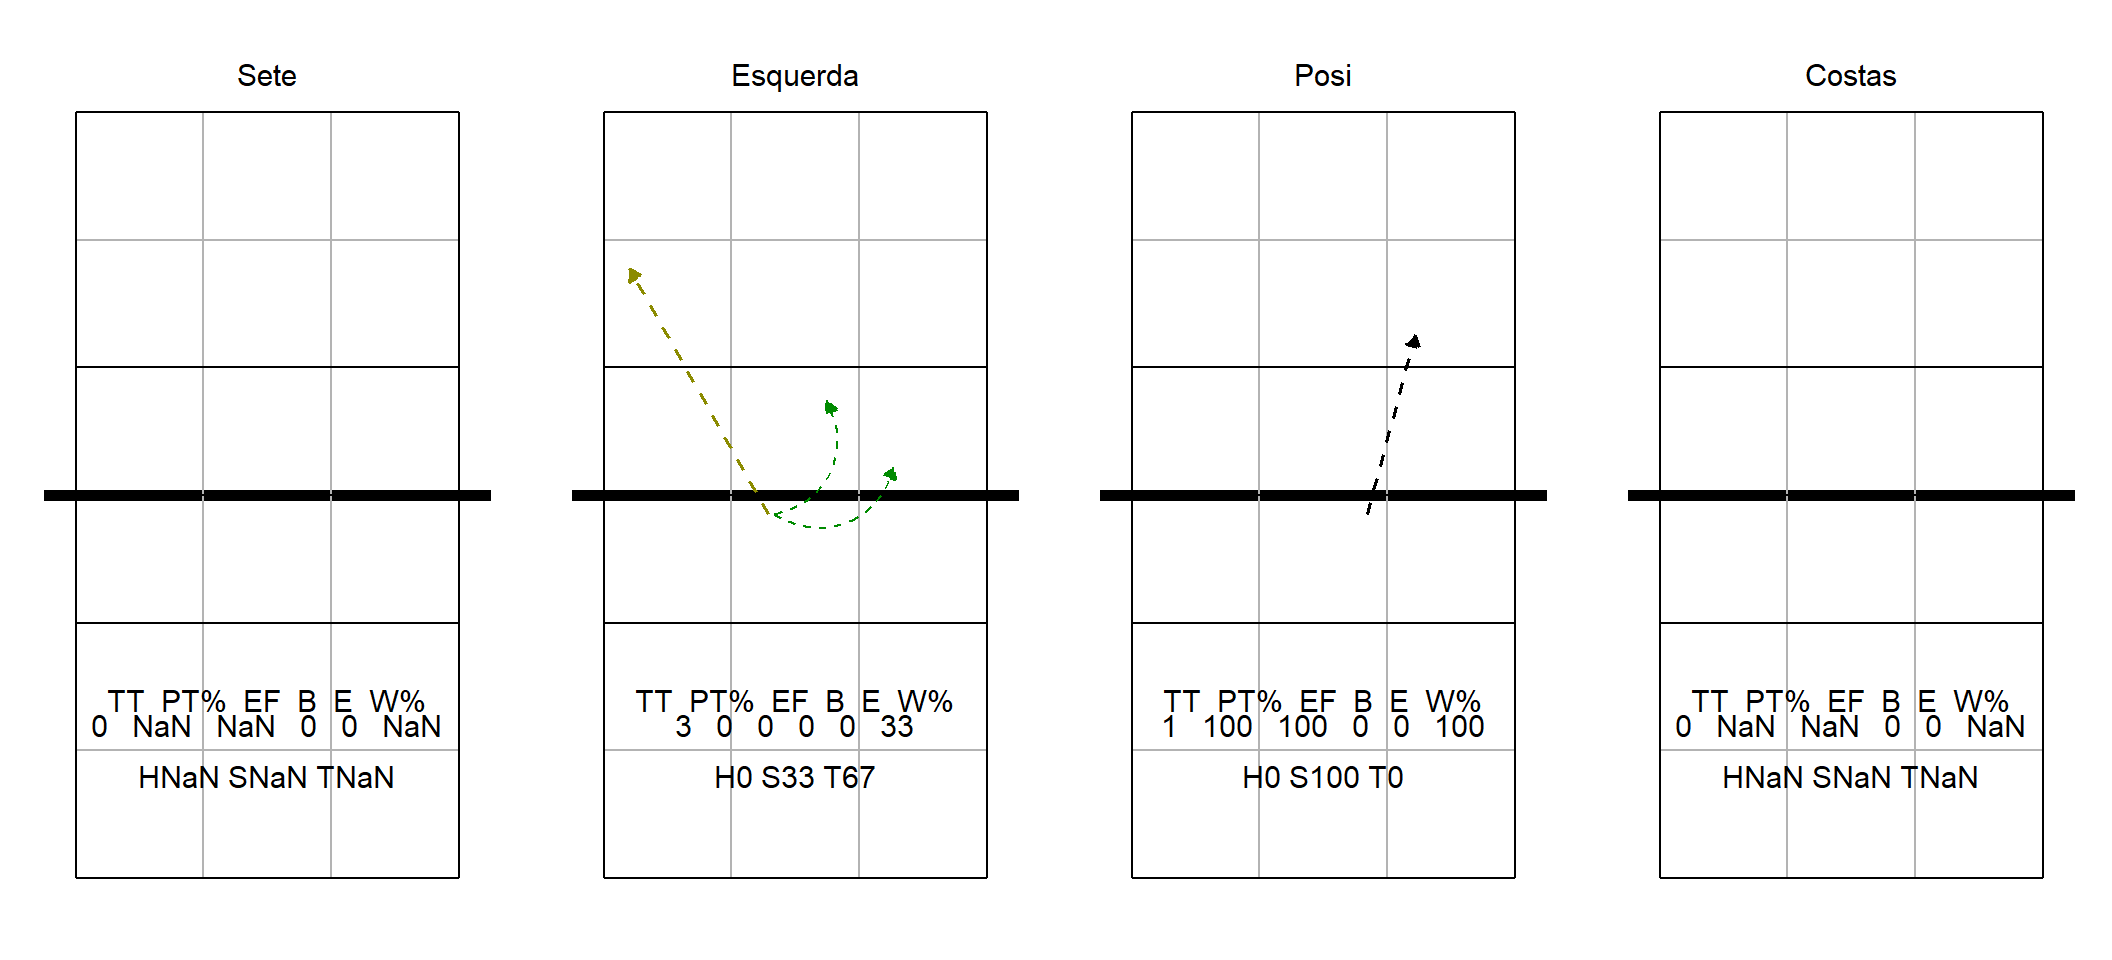 Sete
TT PT% EF B E W%
0 NaN NaN 0 0 NaN
HNaN SNaN TNaN
Esquerda
TT PT% EF B E W%
3 0 0 0 0 33
H0 S33 T67
Posi
TT PT% EF B E W%
1 100 100 0 0 100
H0 S100 T0
Costas
TT PT% EF B E W%
0 NaN NaN 0 0 NaN
HNaN SNaN TNaN